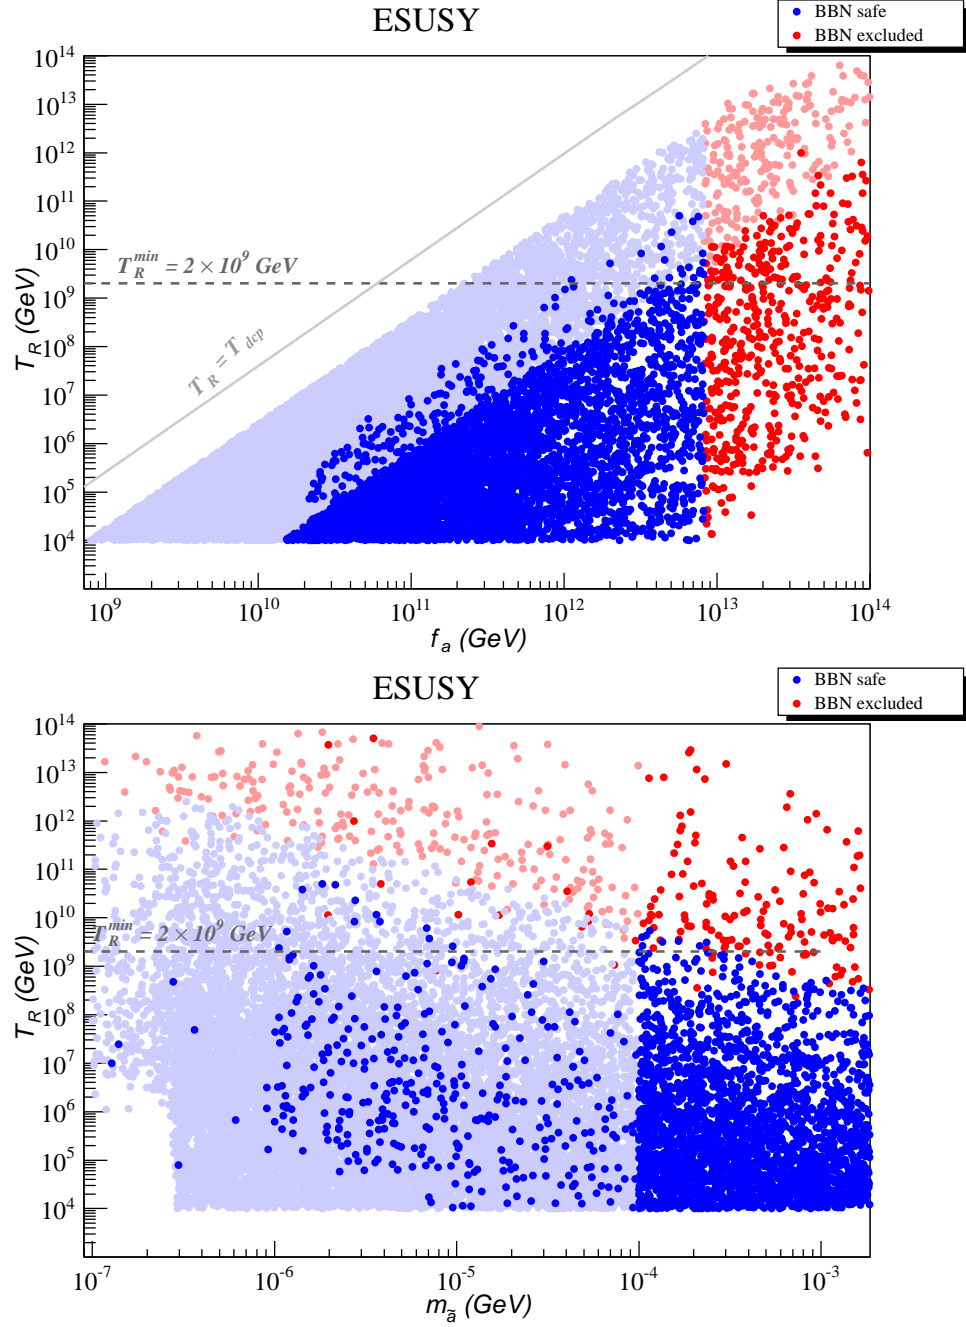 ESUSY
BBN safe
BBN excluded
10^14
10^13
10^12
10^11
10^10
10^9
10^8
10^7
10^6
10^5
10^4
T_R (GeV)
T_R^min = 2 × 10^9 GeV
T_R = T_dcp
10^9
10^10
10^11
10^12
10^13
10^14
f_a (GeV)
ESUSY
BBN safe
BBN excluded
10^14
10^13
10^12
10^11
10^10
10^9
10^8
10^7
10^6
10^5
10^4
T_R (GeV)
T_R^min = 2 × 10^9 GeV
10^-7
10^-6
10^-5
10^-4
10^-3
m_ã (GeV)